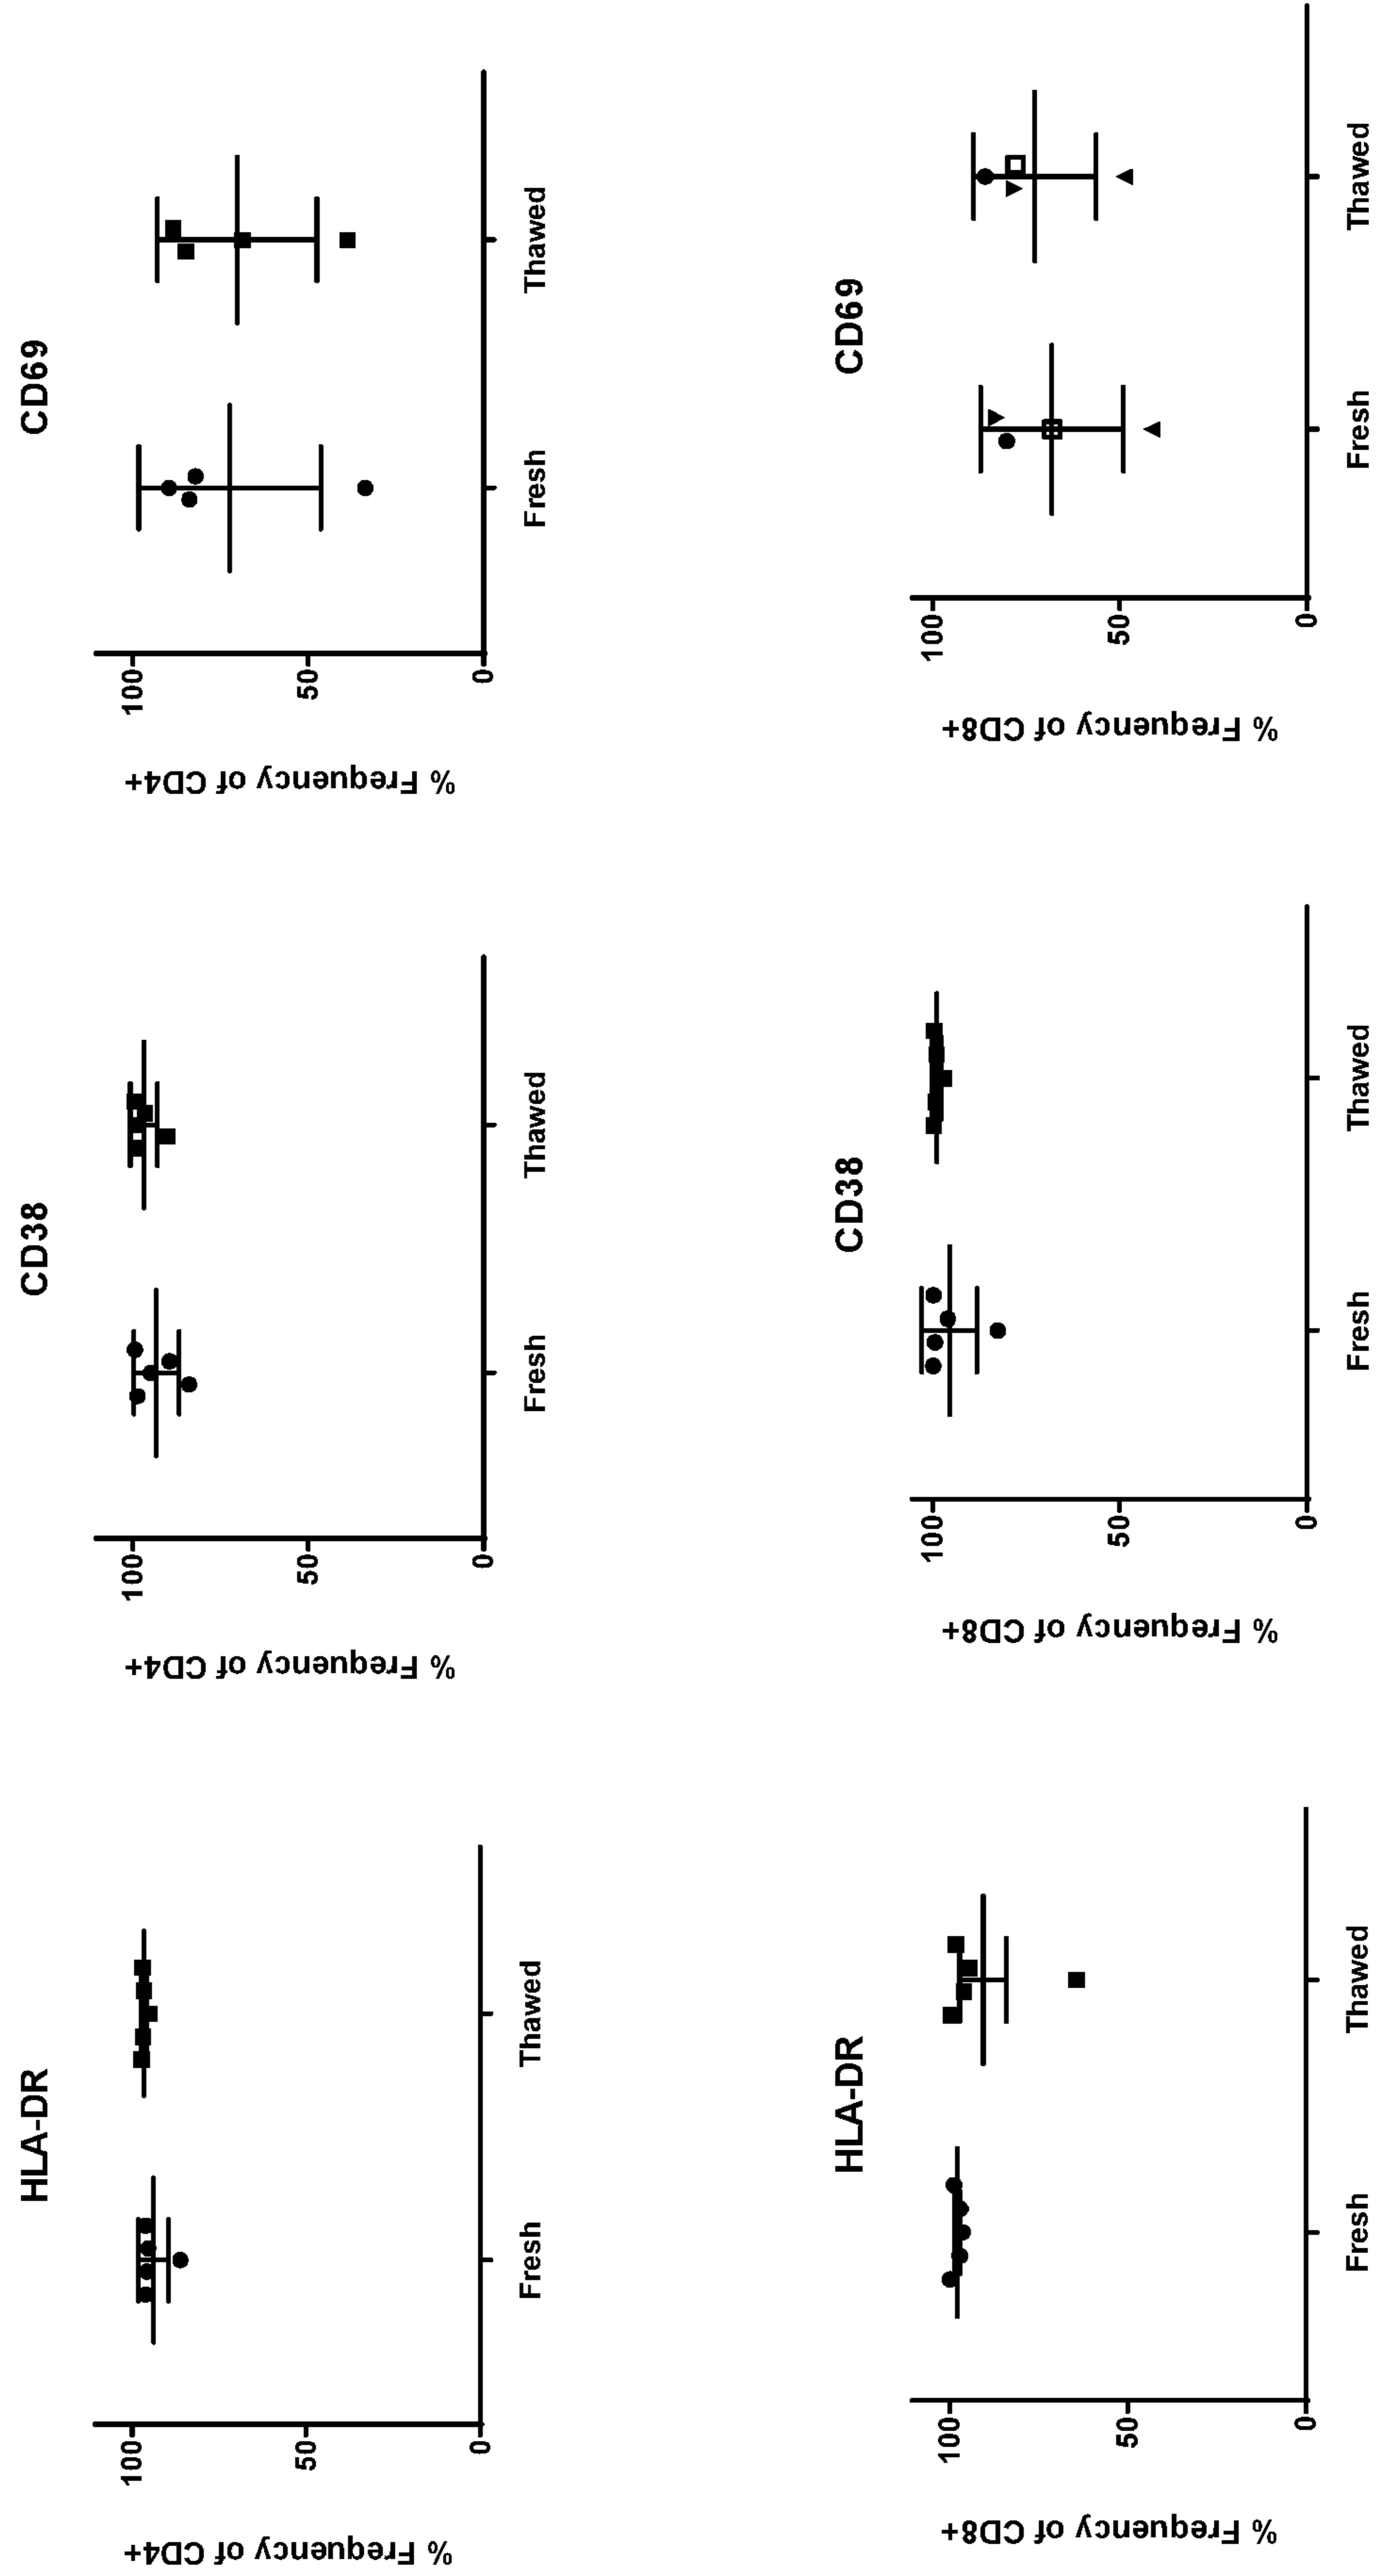 HLA-DR
% Frequency of CD4+
100
50
0
Fresh
Thawed
CD38
% Frequency of CD4+
100
50
0
Fresh
Thawed
CD69
% Frequency of CD4+
100
50
0
Fresh
Thawed
HLA-DR
% Frequency of CD8+
100
50
0
Fresh
Thawed
CD38
% Frequency of CD8+
100
50
0
Fresh
Thawed
CD69
% Frequency of CD8+
100
50
0
Fresh
Thawed